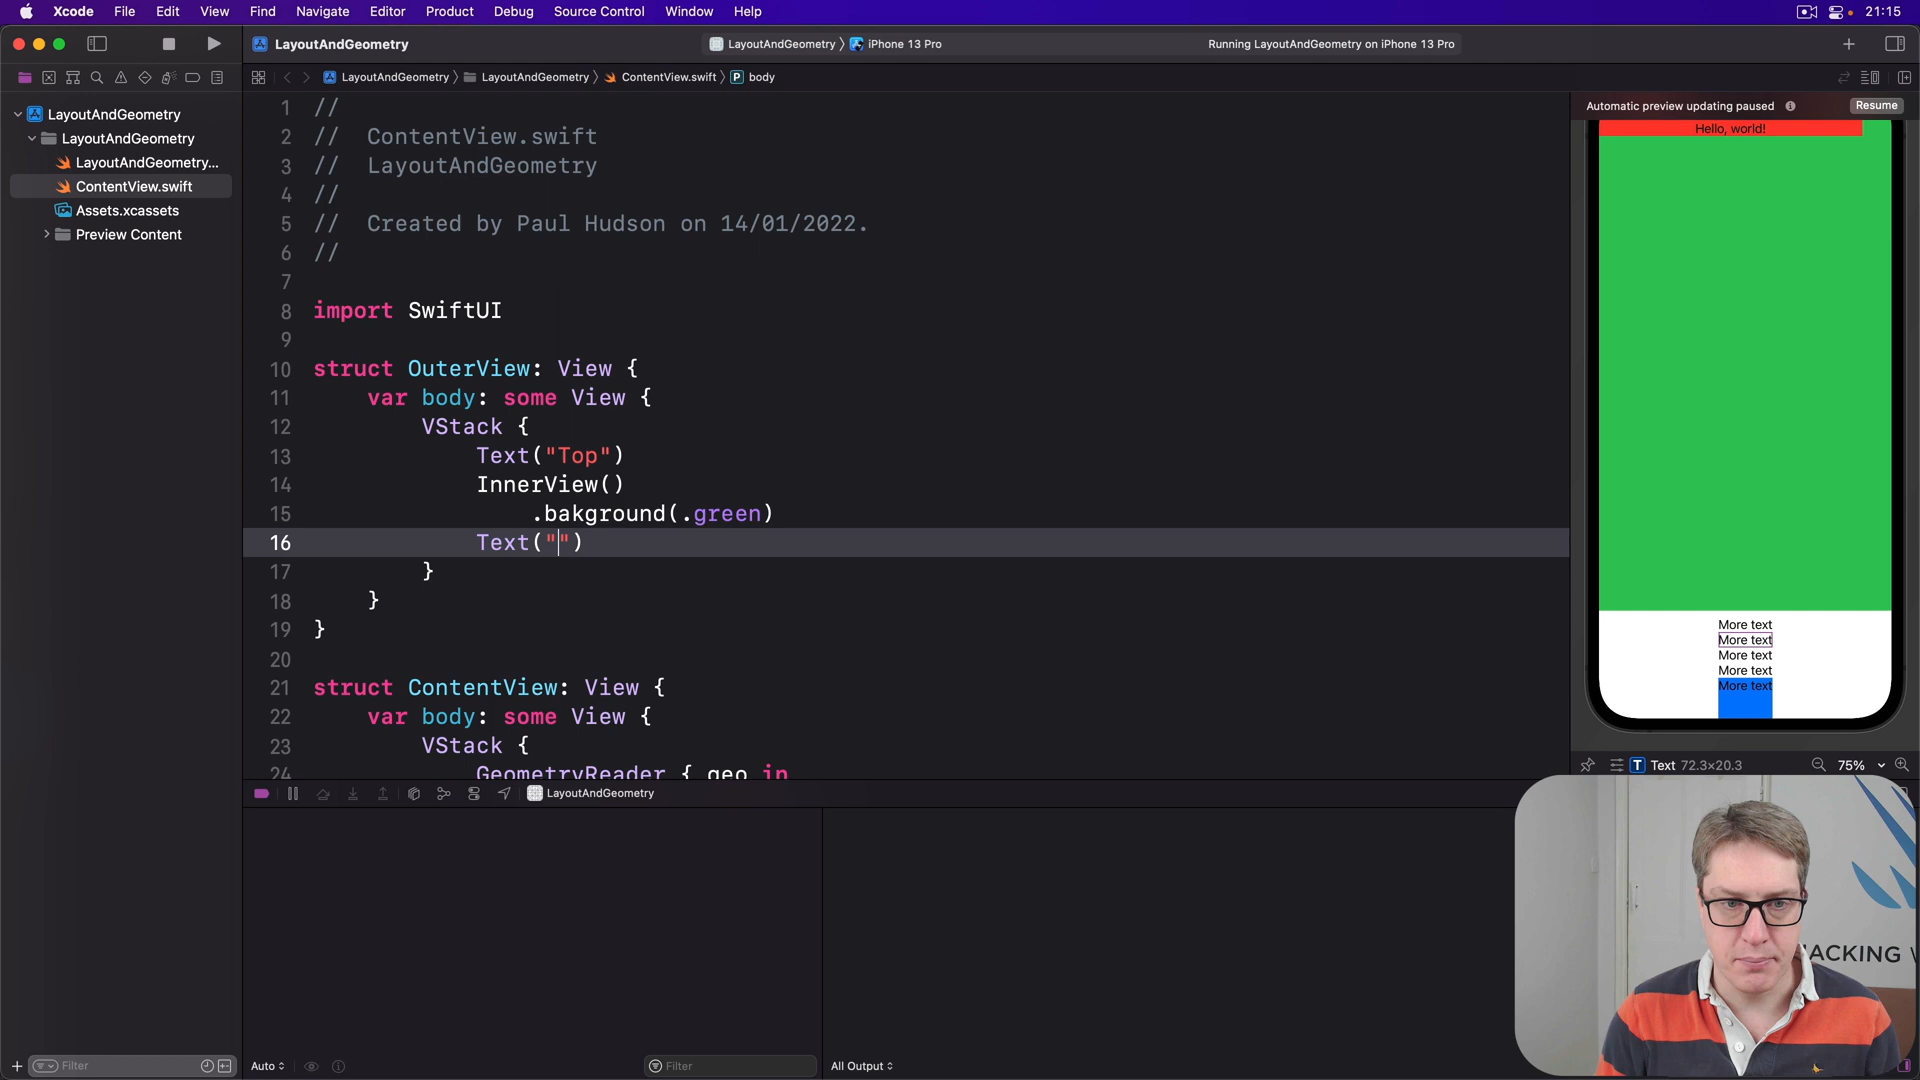 Xcode File Edit View Find Navigate Editor Product Debug Source Control Window Help 21:15
LayoutAndGeometry
LayoutAndGeometry iPhone 13 Pro
Running LayoutAndGeometry on iPhone 13 Pro
LayoutAndGeometry LayoutAndGeometry ContentView.swift P body
LayoutAndGeometry
LayoutAndGeometry
LayoutAndGeometry...
ContentView.swift
Assets.xcassets
Preview Content
1 //
2 // ContentView.swift
3 // LayoutAndGeometry
4 //
5 // Created by Paul Hudson on 14/01/2022.
6 //
7
8 import SwiftUI
9
10 struct OuterView: View {
11 var body: some View {
12 VStack {
13 Text("Top")
14 InnerView()
15 .bakground(.green)
16 Text("")
17 }
18 }
19 }
20
21 struct ContentView: View {
22 var body: some View {
23 VStack {
24 GeometryReader { geo in
Automatic preview updating paused Resume
Hello, world!
More text
More text
More text
More text
More text
T Text 72.3×20.3 75%
LayoutAndGeometry
Filter
Auto
Filter
All Output
HACKING W